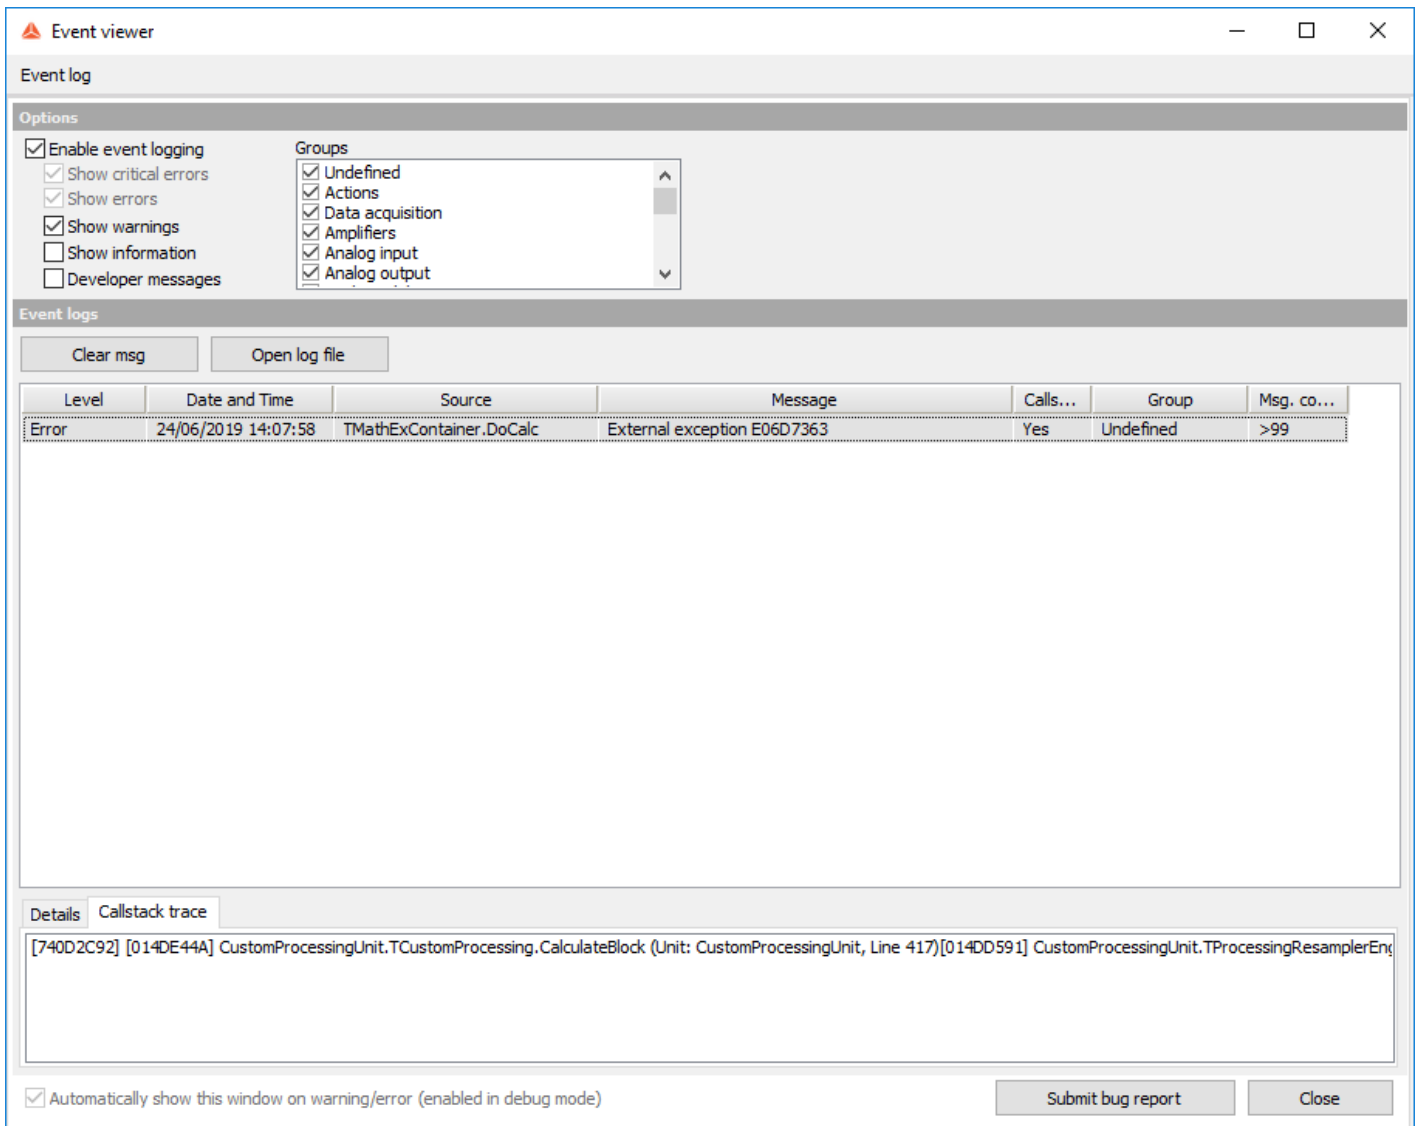 Event viewer
Event log
Options
Enable event logging
Show critical errors
Show errors
Show warnings
Show information
Developer messages
Groups
Undefined
Actions
Data acquisition
Amplifiers
Analog input
Analog output
Event logs
Clear msg Open log file
Level Date and Time Source Message Calls... Group Msg. co...
Error 24/06/2019 14:07:58 TMathExContainer.DoCalc External exception E06D7363 Yes Undefined >99
Details Callstack trace
[740D2C92] [014DE44A] CustomProcessingUnit.TCustomProcessing.CalculateBlock (Unit: CustomProcessingUnit, Line 417)[014DD591] CustomProcessingUnit.TProcessingResamplerEng
Automatically show this window on warning/error (enabled in debug mode) Submit bug report Close